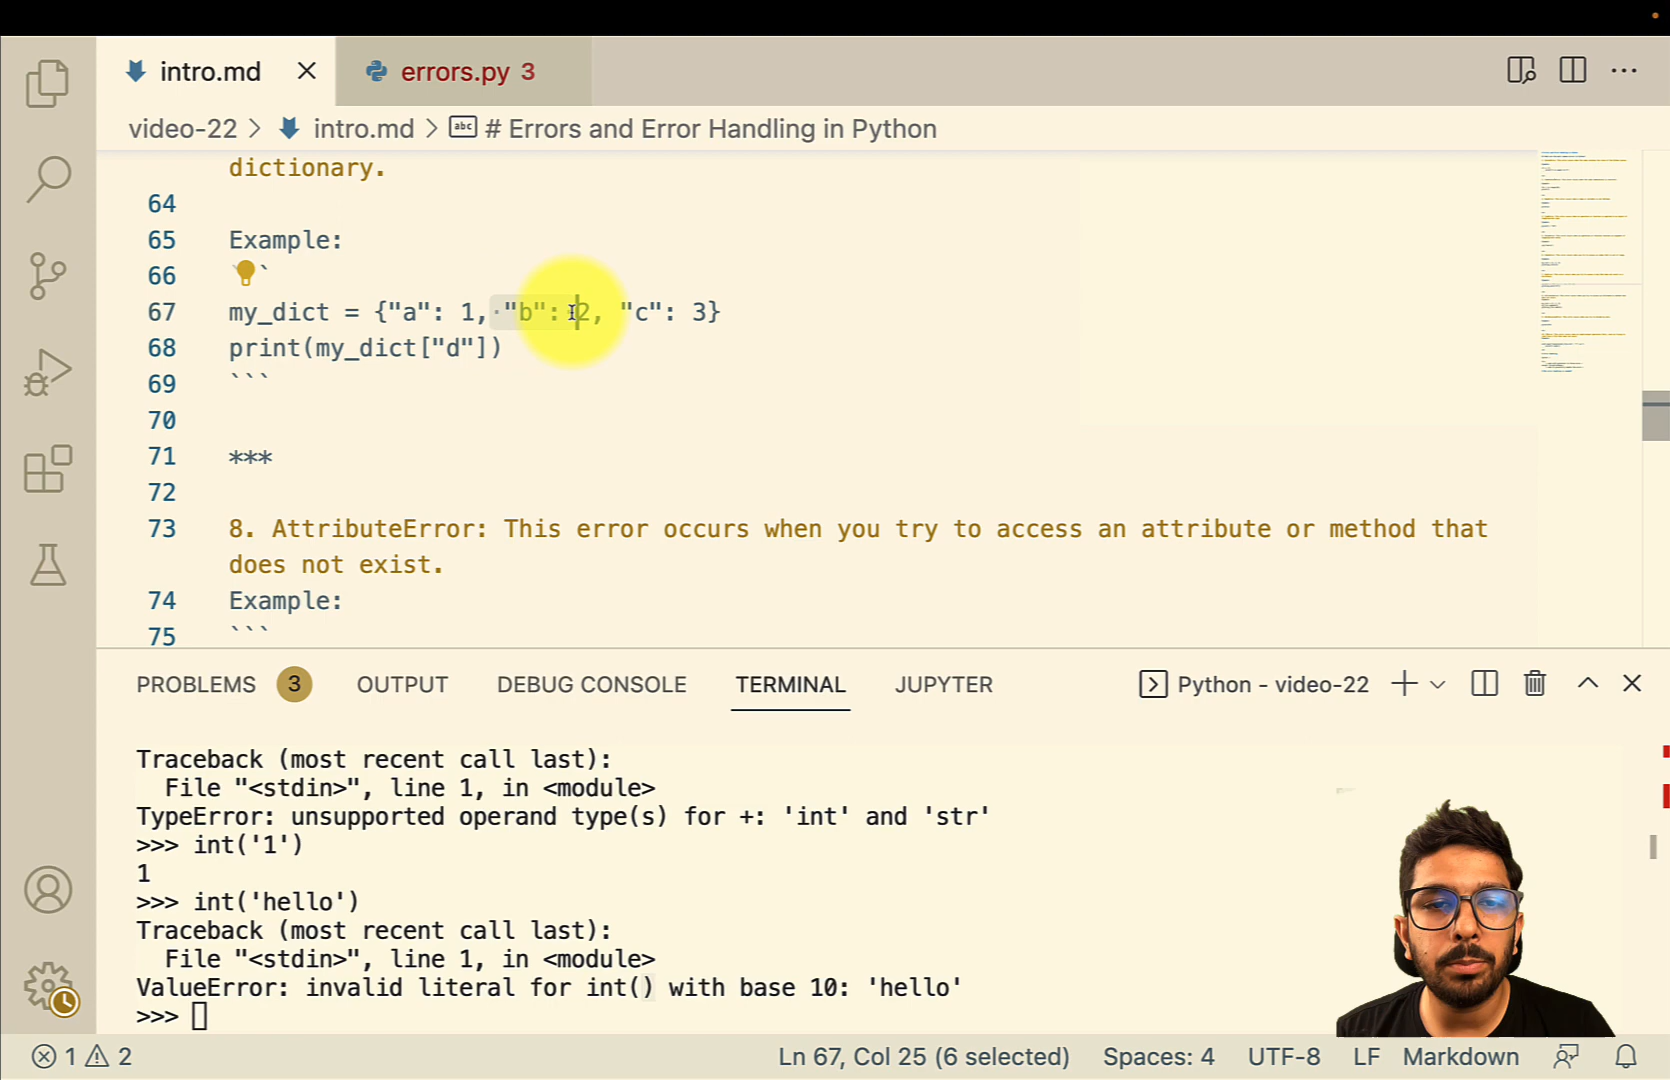 intro.md
errors.py 3
video-22 > intro.md > abc # Errors and Error Handling in Python
dictionary.
64
65 Example:
66 `
67 my_dict = {"a": 1, "b": 2, "c": 3}
68 print(my_dict["d"])
69 ```
70
71 ***
72
73 8. AttributeError: This error occurs when you try to access an attribute or method that
does not exist.
74 Example:
75 ```
PROBLEMS 3 OUTPUT DEBUG CONSOLE TERMINAL JUPYTER Python - video-22
Traceback (most recent call last):
File "<stdin>", line 1, in <module>
TypeError: unsupported operand type(s) for +: 'int' and 'str'
>>> int('1')
1
>>> int('hello')
Traceback (most recent call last):
File "<stdin>", line 1, in <module>
ValueError: invalid literal for int() with base 10: 'hello'
>>>
1 2 Ln 67, Col 25 (6 selected) Spaces: 4 UTF-8 LF Markdown